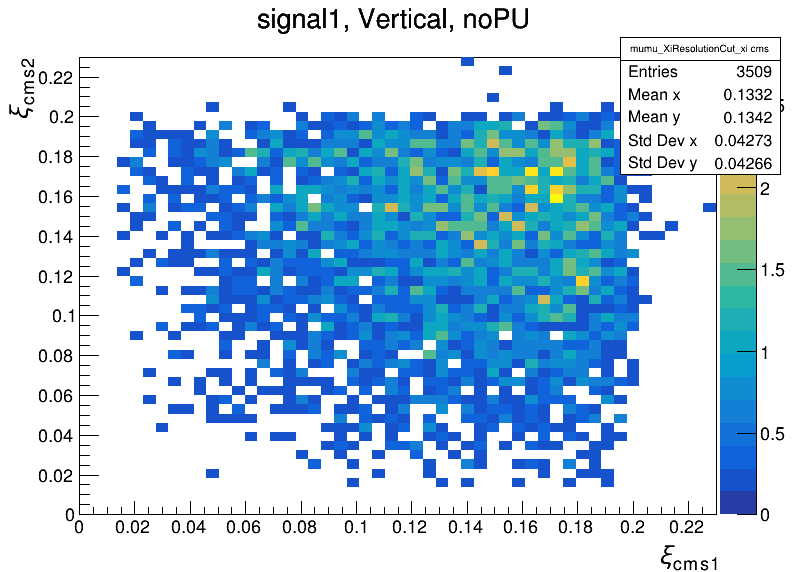 signal1, Vertical, noPU
mumu_XiResolutionCut_xi cms
Entries 3509
Mean x 0.1332
Mean y 0.1342
Std Dev x 0.04273
Std Dev y 0.04266
ξcms2
0.22
0.2
0.18
0.16
0.14
0.12
0.1
0.08
0.06
0.04
0.02
0
0 0.02 0.04 0.06 0.08 0.1 0.12 0.14 0.16 0.18 0.2 0.22
ξcms1
5
2
1.5
1
0.5
0